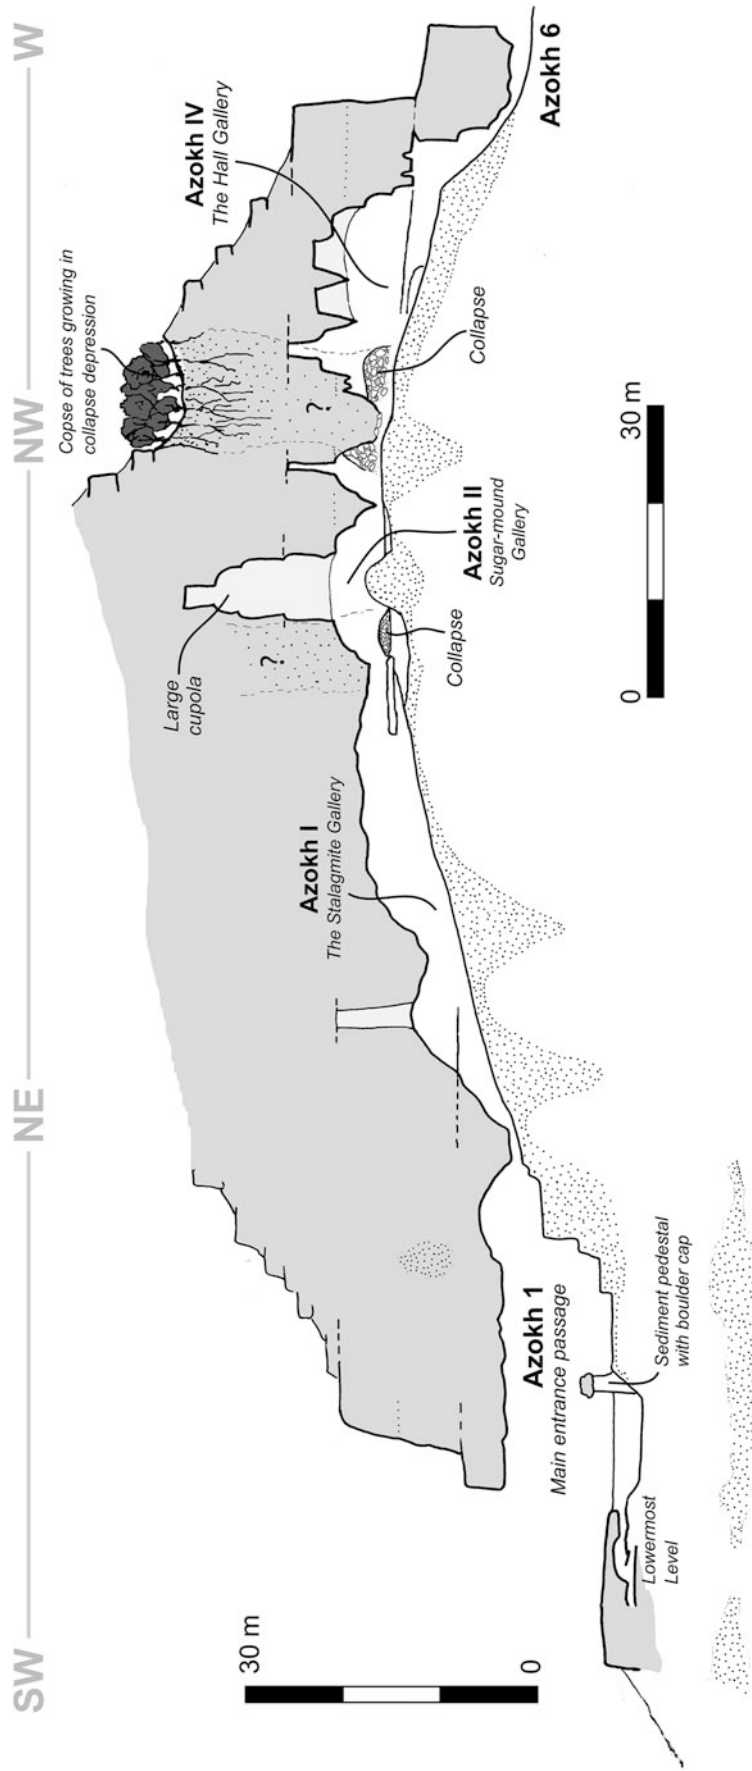 SW
NE
NW
W
Copse of trees growing in
collapse depression
Azokh IV
The Hall Gallery
Large
cupola
?
?
Azokh I
The Stalagmite Gallery
Collapse
Azokh II
Sugar-mound
Gallery
Collapse
Azokh 6
30 m
0
Azokh 1
Main entrance passage
Sediment pedestal
with boulder cap
Lowermost
Level
0
30 m